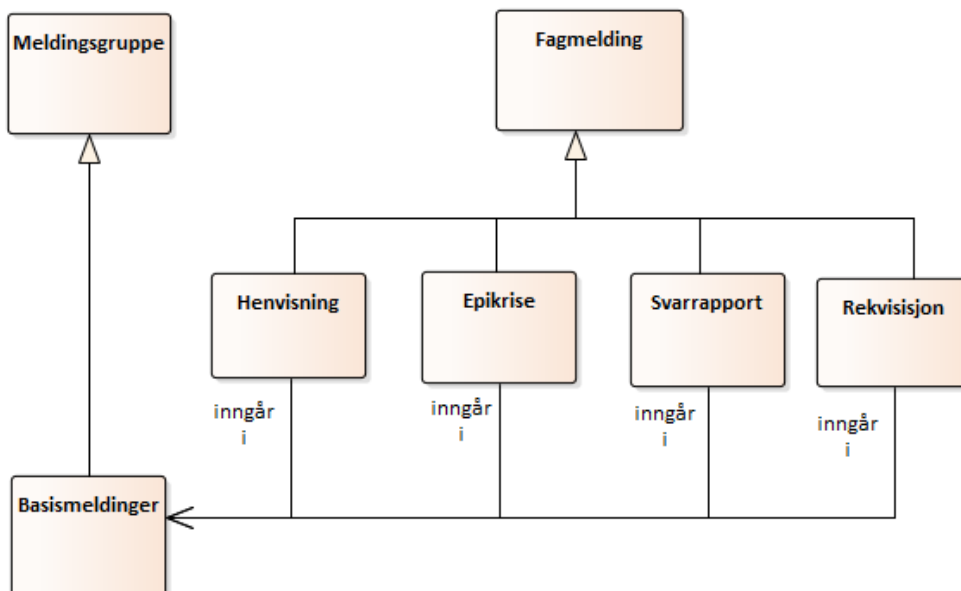 Meldingsgruppe
Fagmelding
Henvisning
Epikrise
Svarrapport
Rekvisisjon
inngår
i
inngår
i
inngår
i
inngår
i
Basismeldinger